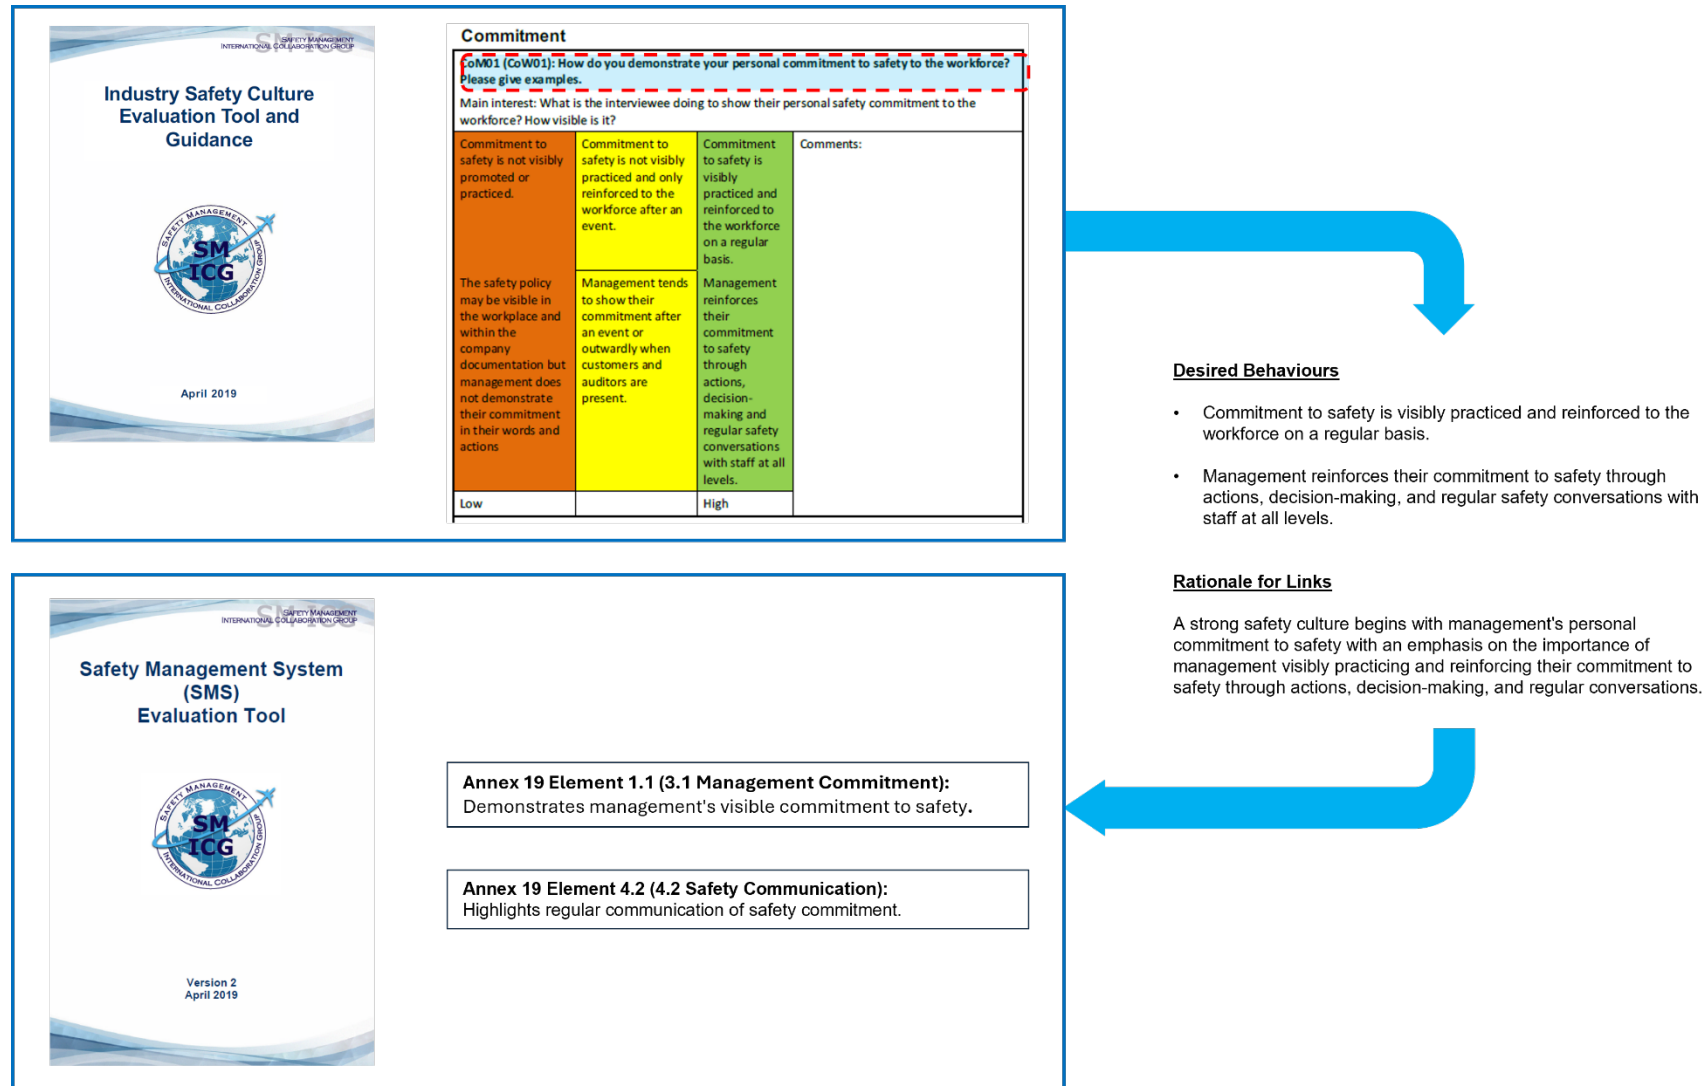 SM ICG
SAFETY MANAGEMENT
INTERNATIONAL COLLABORATION GROUP
Industry Safety Culture
Evaluation Tool and
Guidance
SAFETY MANAGEMENT
SM
ICG
INTERNATIONAL COLLABORATION GROUP
April 2019
Commitment
CoM01 (CoW01): How do you demonstrate your personal commitment to safety to the workforce?
Please give examples.
Main interest: What is the interviewee doing to show their personal safety commitment to the
workforce? How visible is it?
Commitment to
safety is not visibly
promoted or
practiced.
Commitment to
safety is not visibly
practiced and only
reinforced to the
workforce after an
event.
Commitment
to safety is
visibly
practiced and
reinforced to
the workforce
on a regular
basis.
Comments:
The safety policy
may be visible in
the workplace and
within the
company
documentation but
management does
not demonstrate
their commitment
in their words and
actions
Management tends
to show their
commitment after
an event or
outwardly when
customers and
auditors are
present.
Management
reinforces
their
commitment
to safety
through
actions,
decision-
making and
regular safety
conversations
with staff at all
levels.
Low
High
Desired Behaviours
• Commitment to safety is visibly practiced and reinforced to the
workforce on a regular basis.
• Management reinforces their commitment to safety through
actions, decision-making, and regular safety conversations with
staff at all levels.
Rationale for Links
A strong safety culture begins with management's personal
commitment to safety with an emphasis on the importance of
management visibly practicing and reinforcing their commitment to
safety through actions, decision-making, and regular conversations.
SM ICG
SAFETY MANAGEMENT
INTERNATIONAL COLLABORATION GROUP
Safety Management System
(SMS)
Evaluation Tool
SAFETY MANAGEMENT
SM
ICG
INTERNATIONAL COLLABORATION GROUP
Version 2
April 2019
Annex 19 Element 1.1 (3.1 Management Commitment):
Demonstrates management's visible commitment to safety.
Annex 19 Element 4.2 (4.2 Safety Communication):
Highlights regular communication of safety commitment.